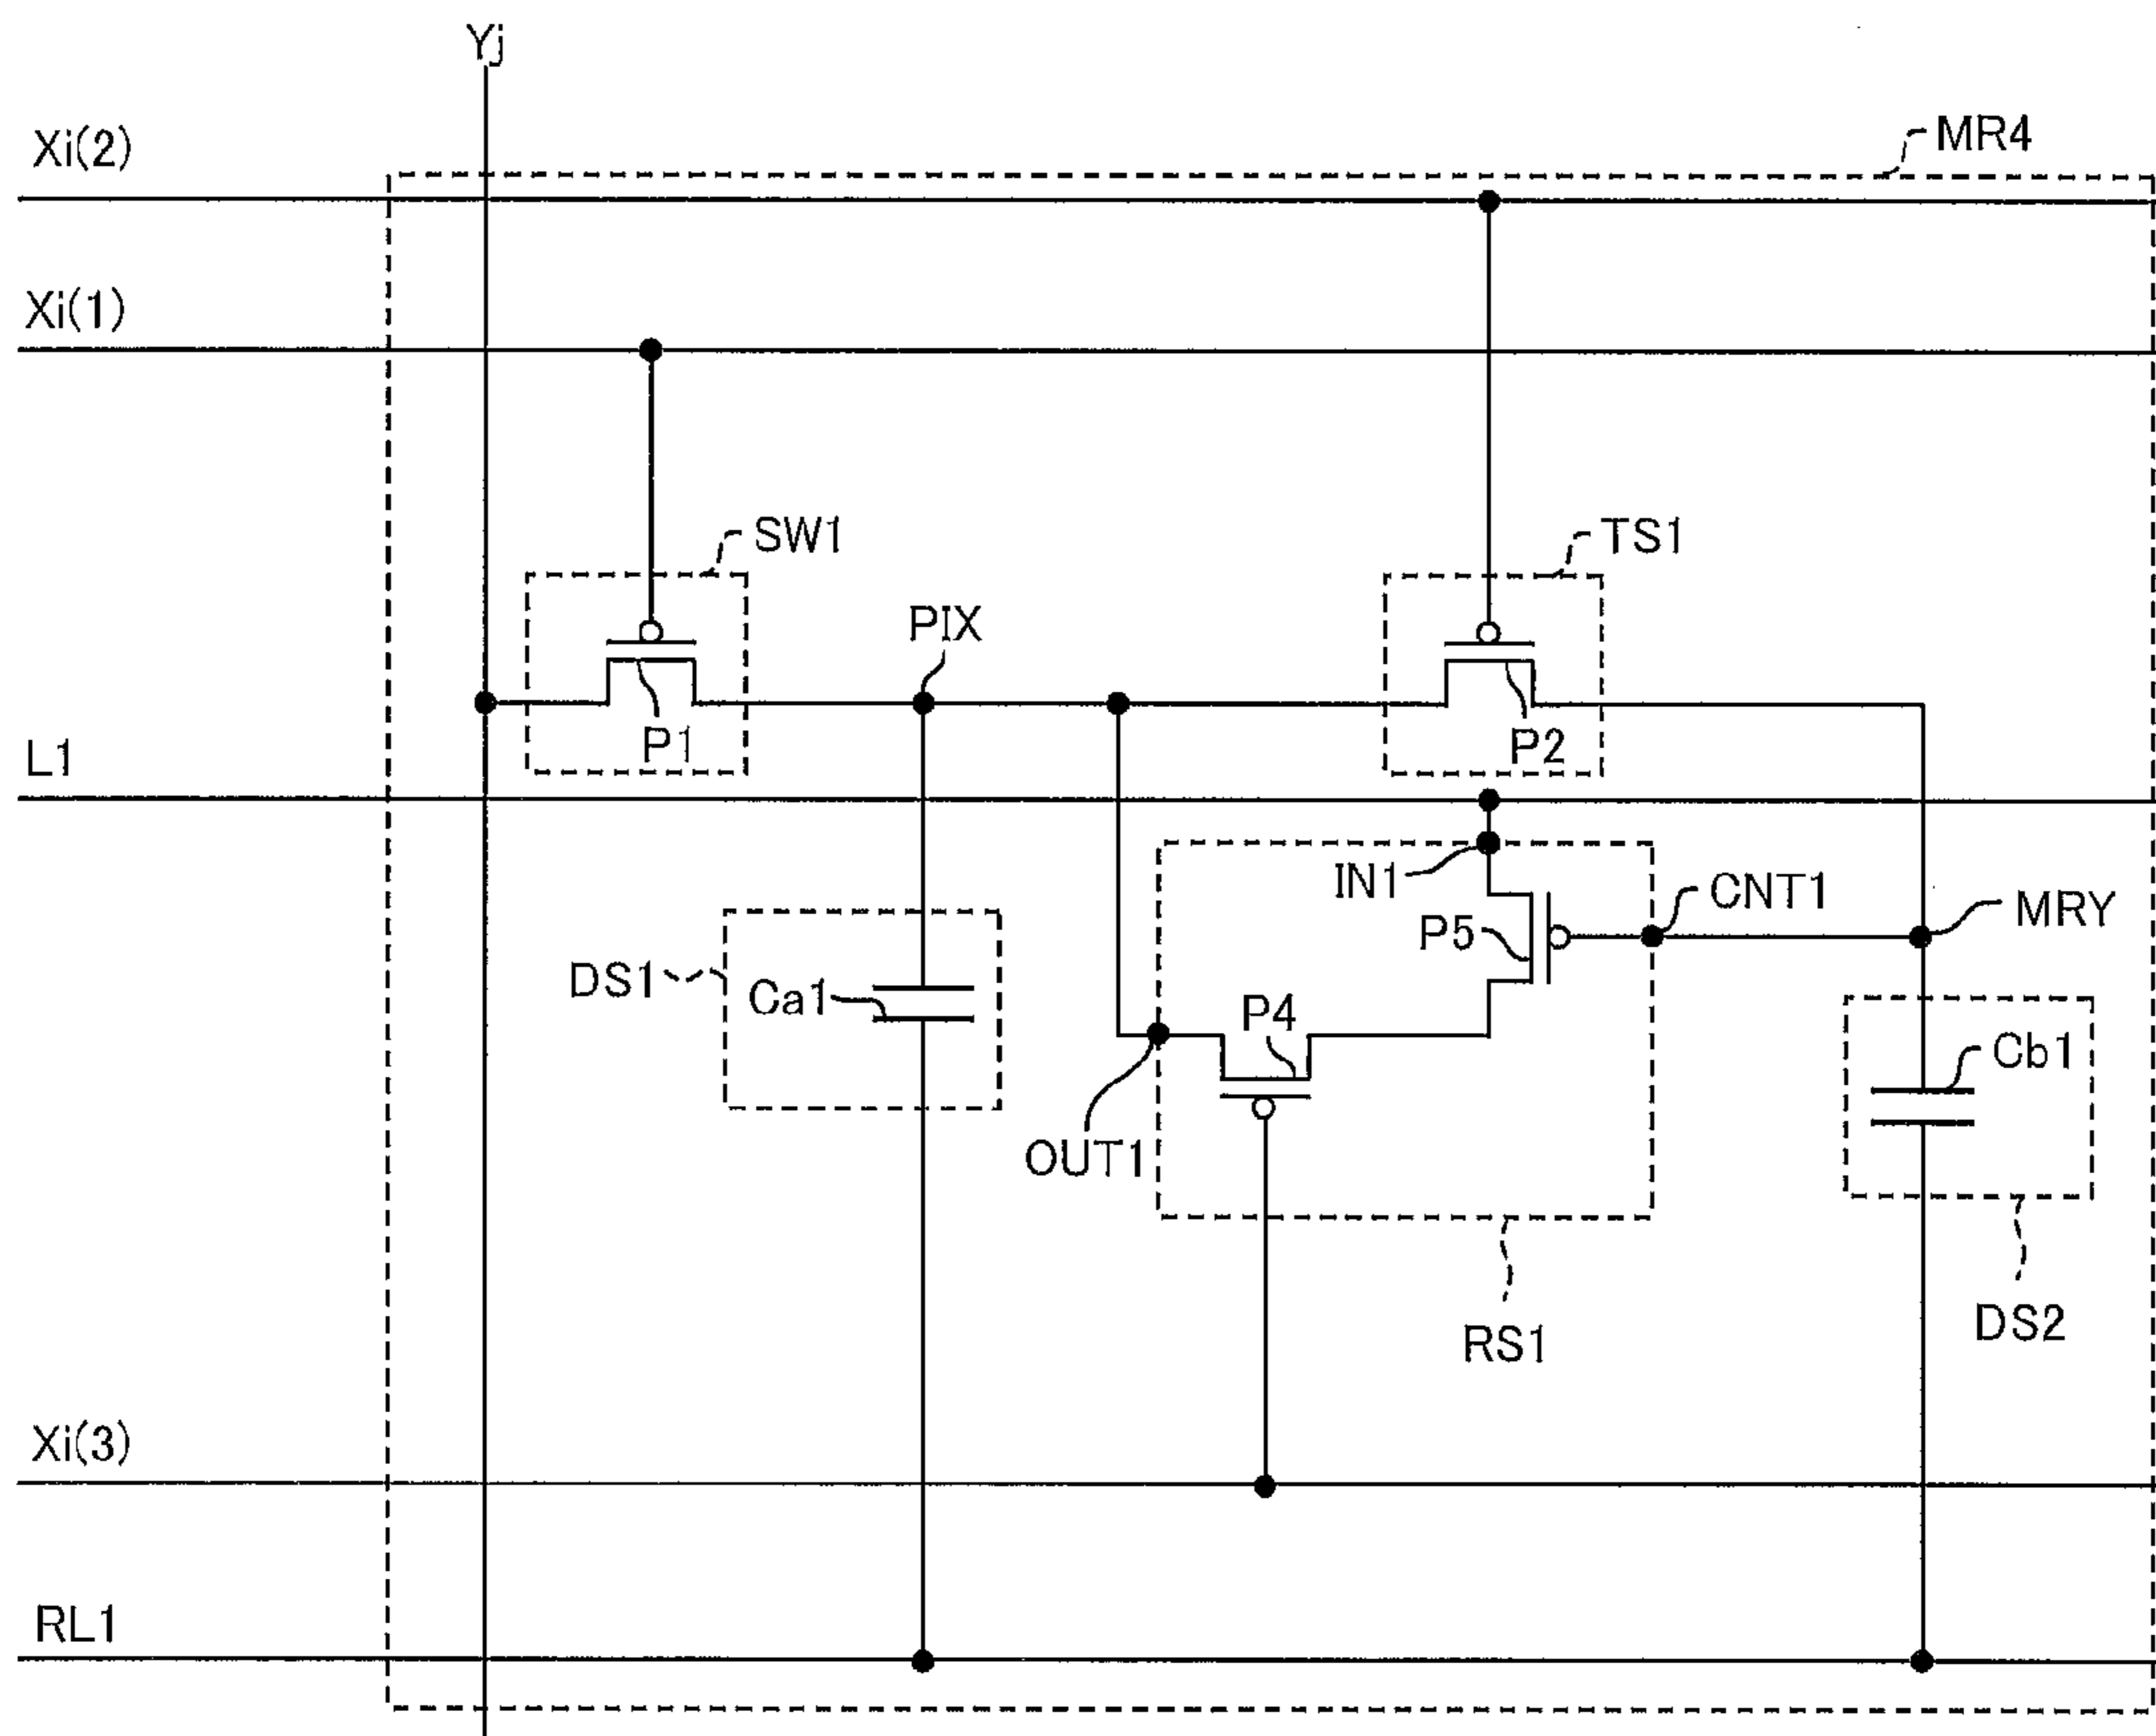 Yj
Xi(2)
MR4
Xi(1)
SW1
TS1
PIX
P1
P2
L1
IN1
CNT1
MRY
P5
DS1
Ca1
P4
Cb1
OUT1
DS2
RS1
Xi(3)
RL1